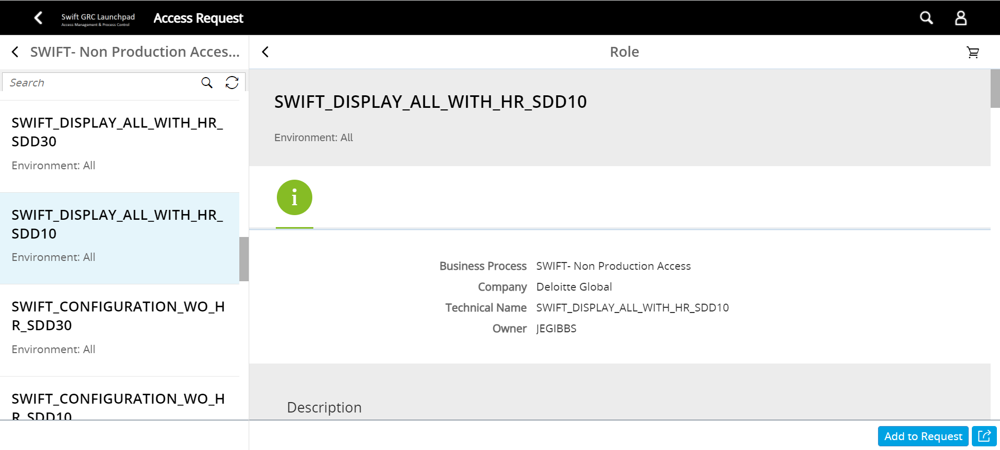 Swift GRC Launchpad
Access Management & Process Control
Access Request
SWIFT- Non Production Acces...
Search
SWIFT_DISPLAY_ALL_WITH_HR_
SDD30
Environment: All
SWIFT_DISPLAY_ALL_WITH_HR_
SDD10
Environment: All
SWIFT_CONFIGURATION_WO_H
R_SDD30
Environment: All
SWIFT_CONFIGURATION_WO_H
R_SDD10
Role
SWIFT_DISPLAY_ALL_WITH_HR_SDD10
Environment: All
i
Business Process SWIFT- Non Production Access
Company Deloitte Global
Technical Name SWIFT_DISPLAY_ALL_WITH_HR_SDD10
Owner JEGIBBS
Description
Add to Request